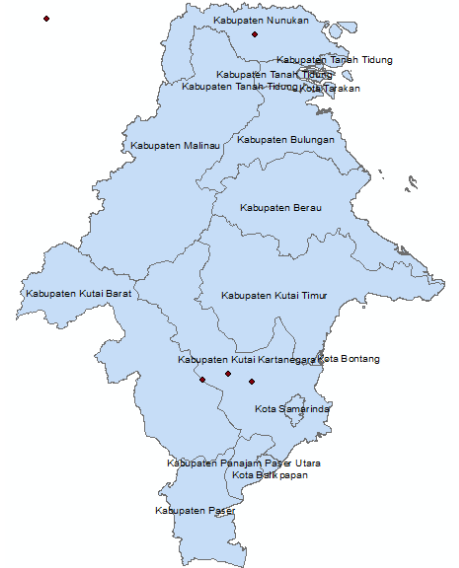 Kabupaten Nunukan
Kabupaten Tanah Tidung
Kabupaten Tanah Tidung
Kabupaten Tanah Tidung
Kota Tarakan
Kabupaten Bulungan
Kabupaten Malinau
Kabupaten Berau
Kabupaten Kutai Barat
Kabupaten Kutai Timur
Kabupaten Kutai Kartanegara
Kota Bontang
Kota Samarinda
Kabupaten Panajam Paser Utara
Kota Balikpapan
Kabupaten Paser